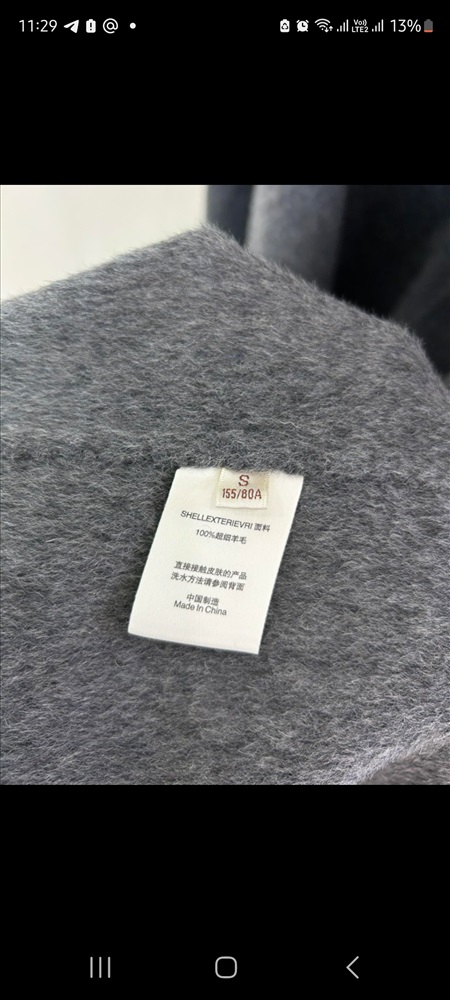 11:29
Vo))
LTE2
13%
S
155/80A
SHELLEXTERIEVRI 面料
100%超细羊毛
直接接触皮肤的产品
洗水方法请参阅背面
中国制造
Made In China